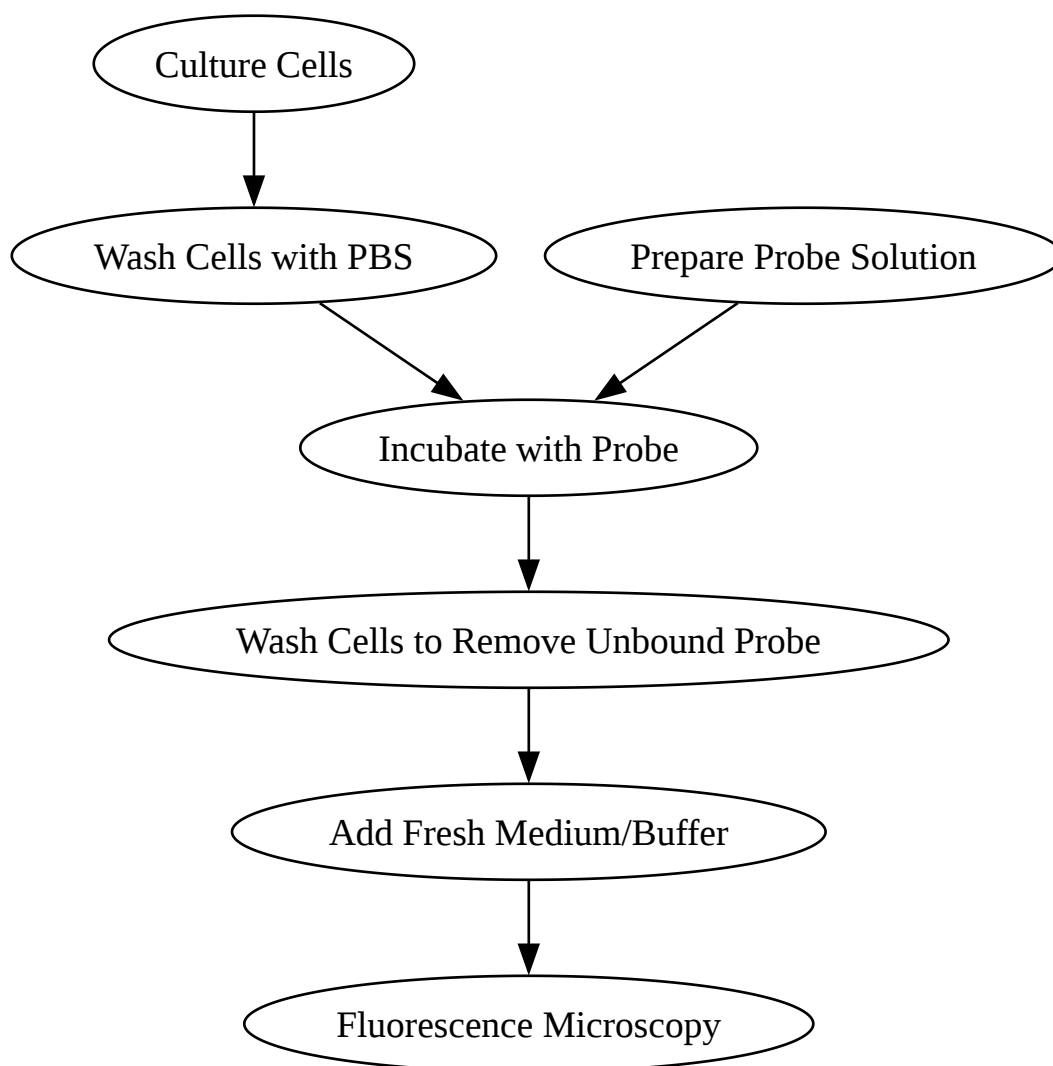 Culture Cells
Wash Cells with PBS
Prepare Probe Solution
Incubate with Probe
Wash Cells to Remove Unbound Probe
Add Fresh Medium/Buffer
Fluorescence Microscopy